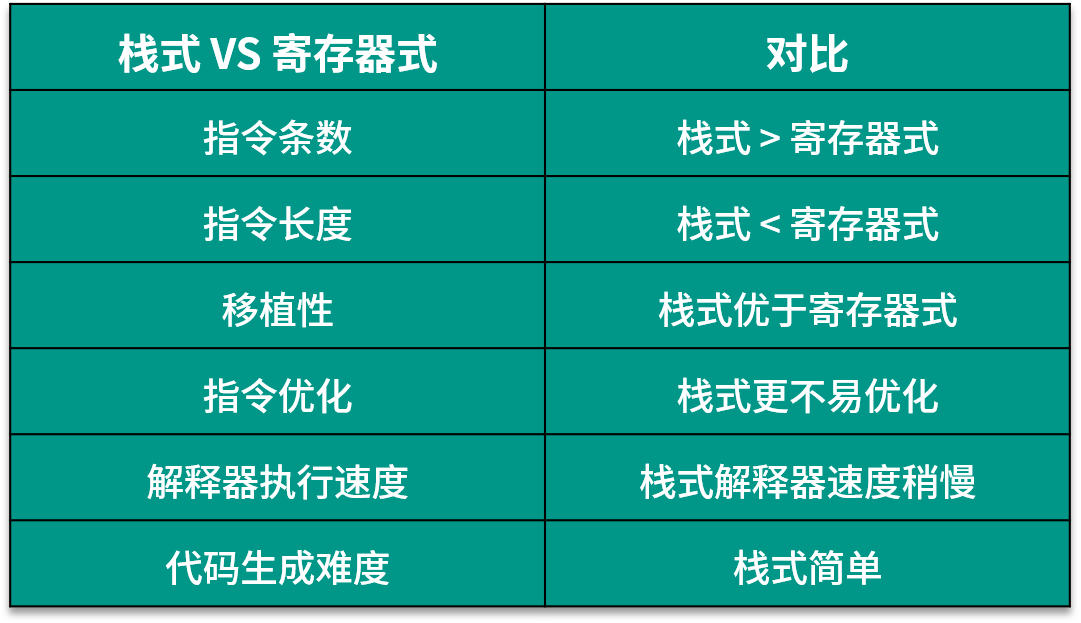 栈式 VS 寄存器式 对比
指令条数 栈式 > 寄存器式
指令长度 栈式 < 寄存器式
移植性 栈式优于寄存器式
指令优化 栈式更不易优化
解释器执行速度 栈式解释器速度稍慢
代码生成难度 栈式简单